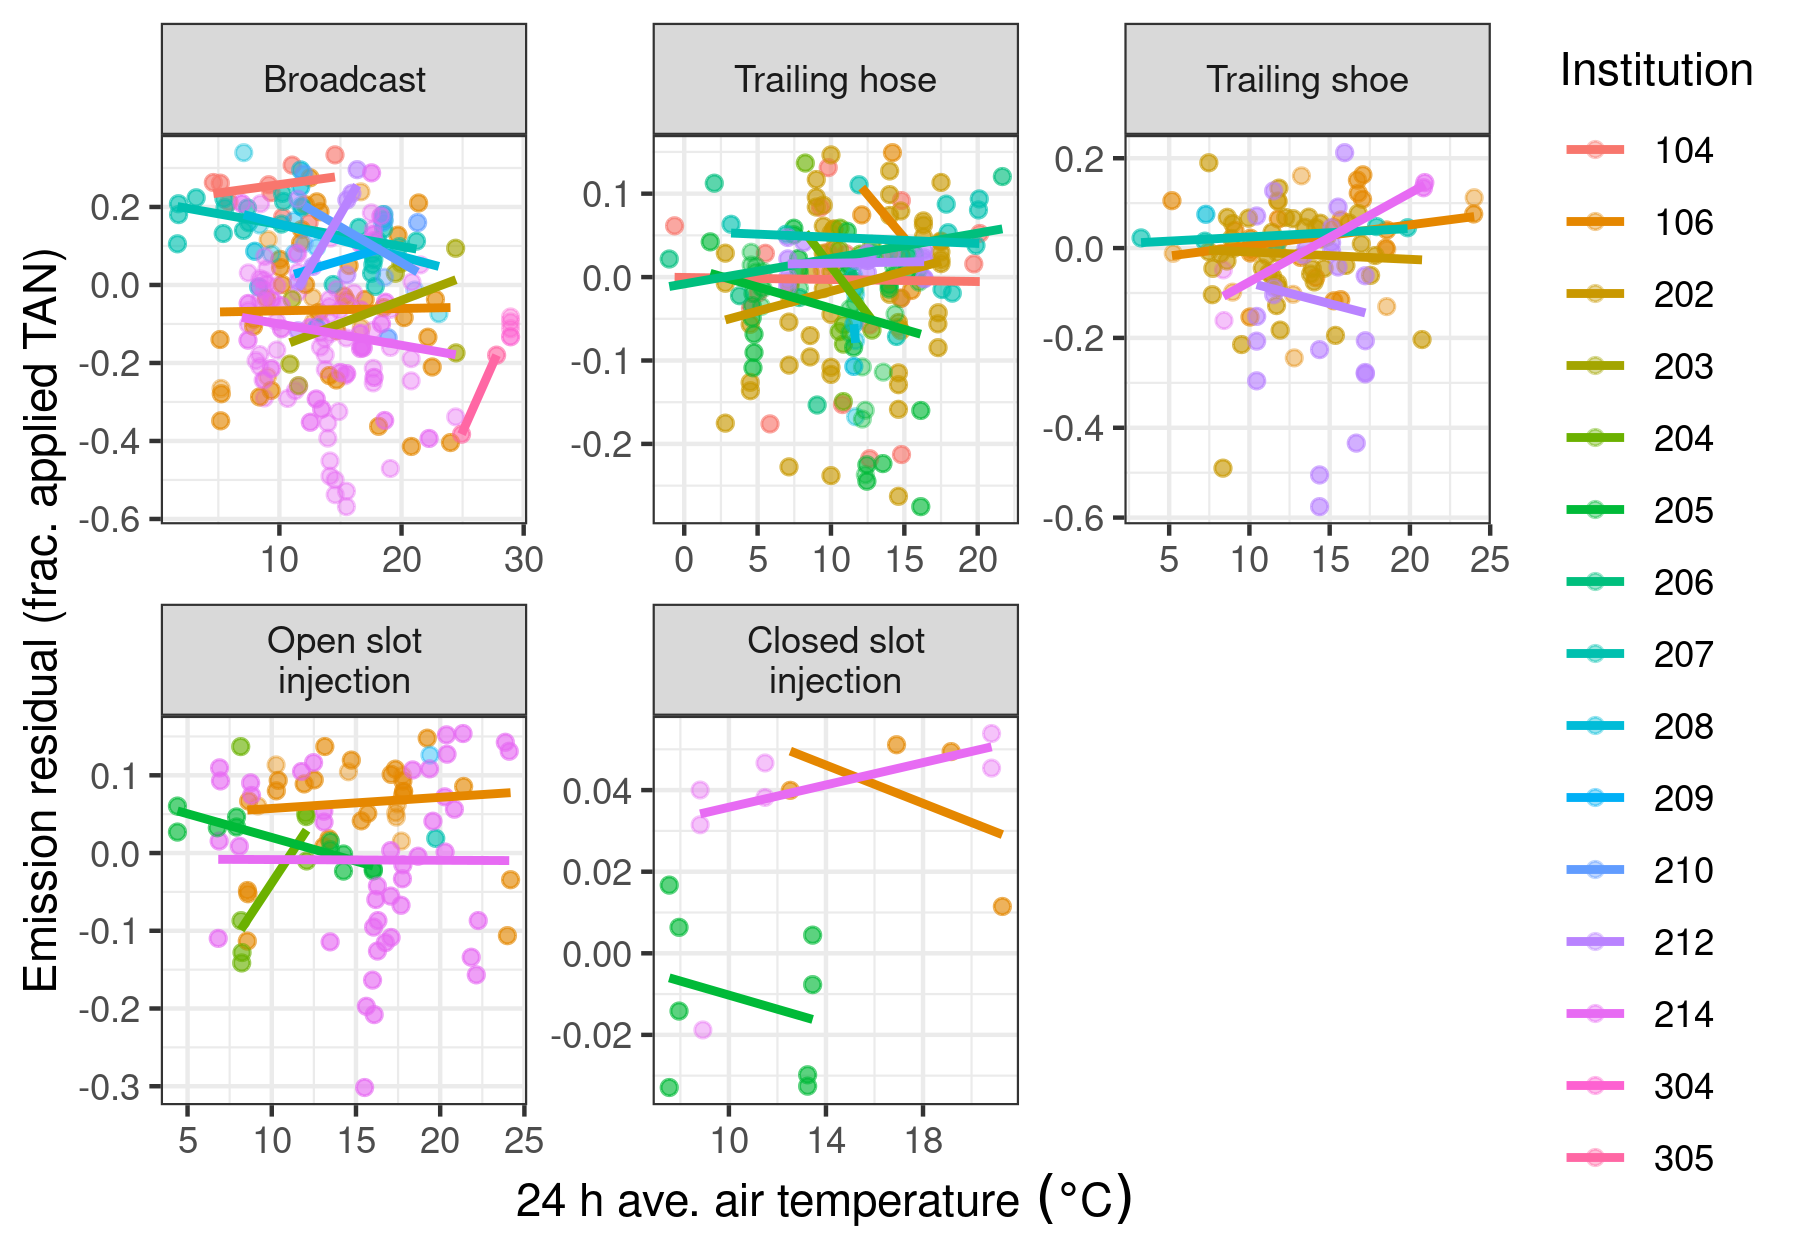 Broadcast
Trailing hose
Trailing shoe
Institution
104
106
202
203
204
205
206
207
208
209
210
212
214
304
305
Emission residual (frac. applied TAN)
0.2
0.0
-0.2
-0.4
-0.6
10 20 30
0.1
0.0
-0.1
-0.2
0 5 10 15 20
0.2
0.0
-0.2
-0.4
-0.6
5 10 15 20 25
Open slot
injection
0.1
0.0
-0.1
-0.2
-0.3
5 10 15 20 25
Closed slot
injection
0.04
0.02
0.00
-0.02
10 14 18
24 h ave. air temperature (°C)